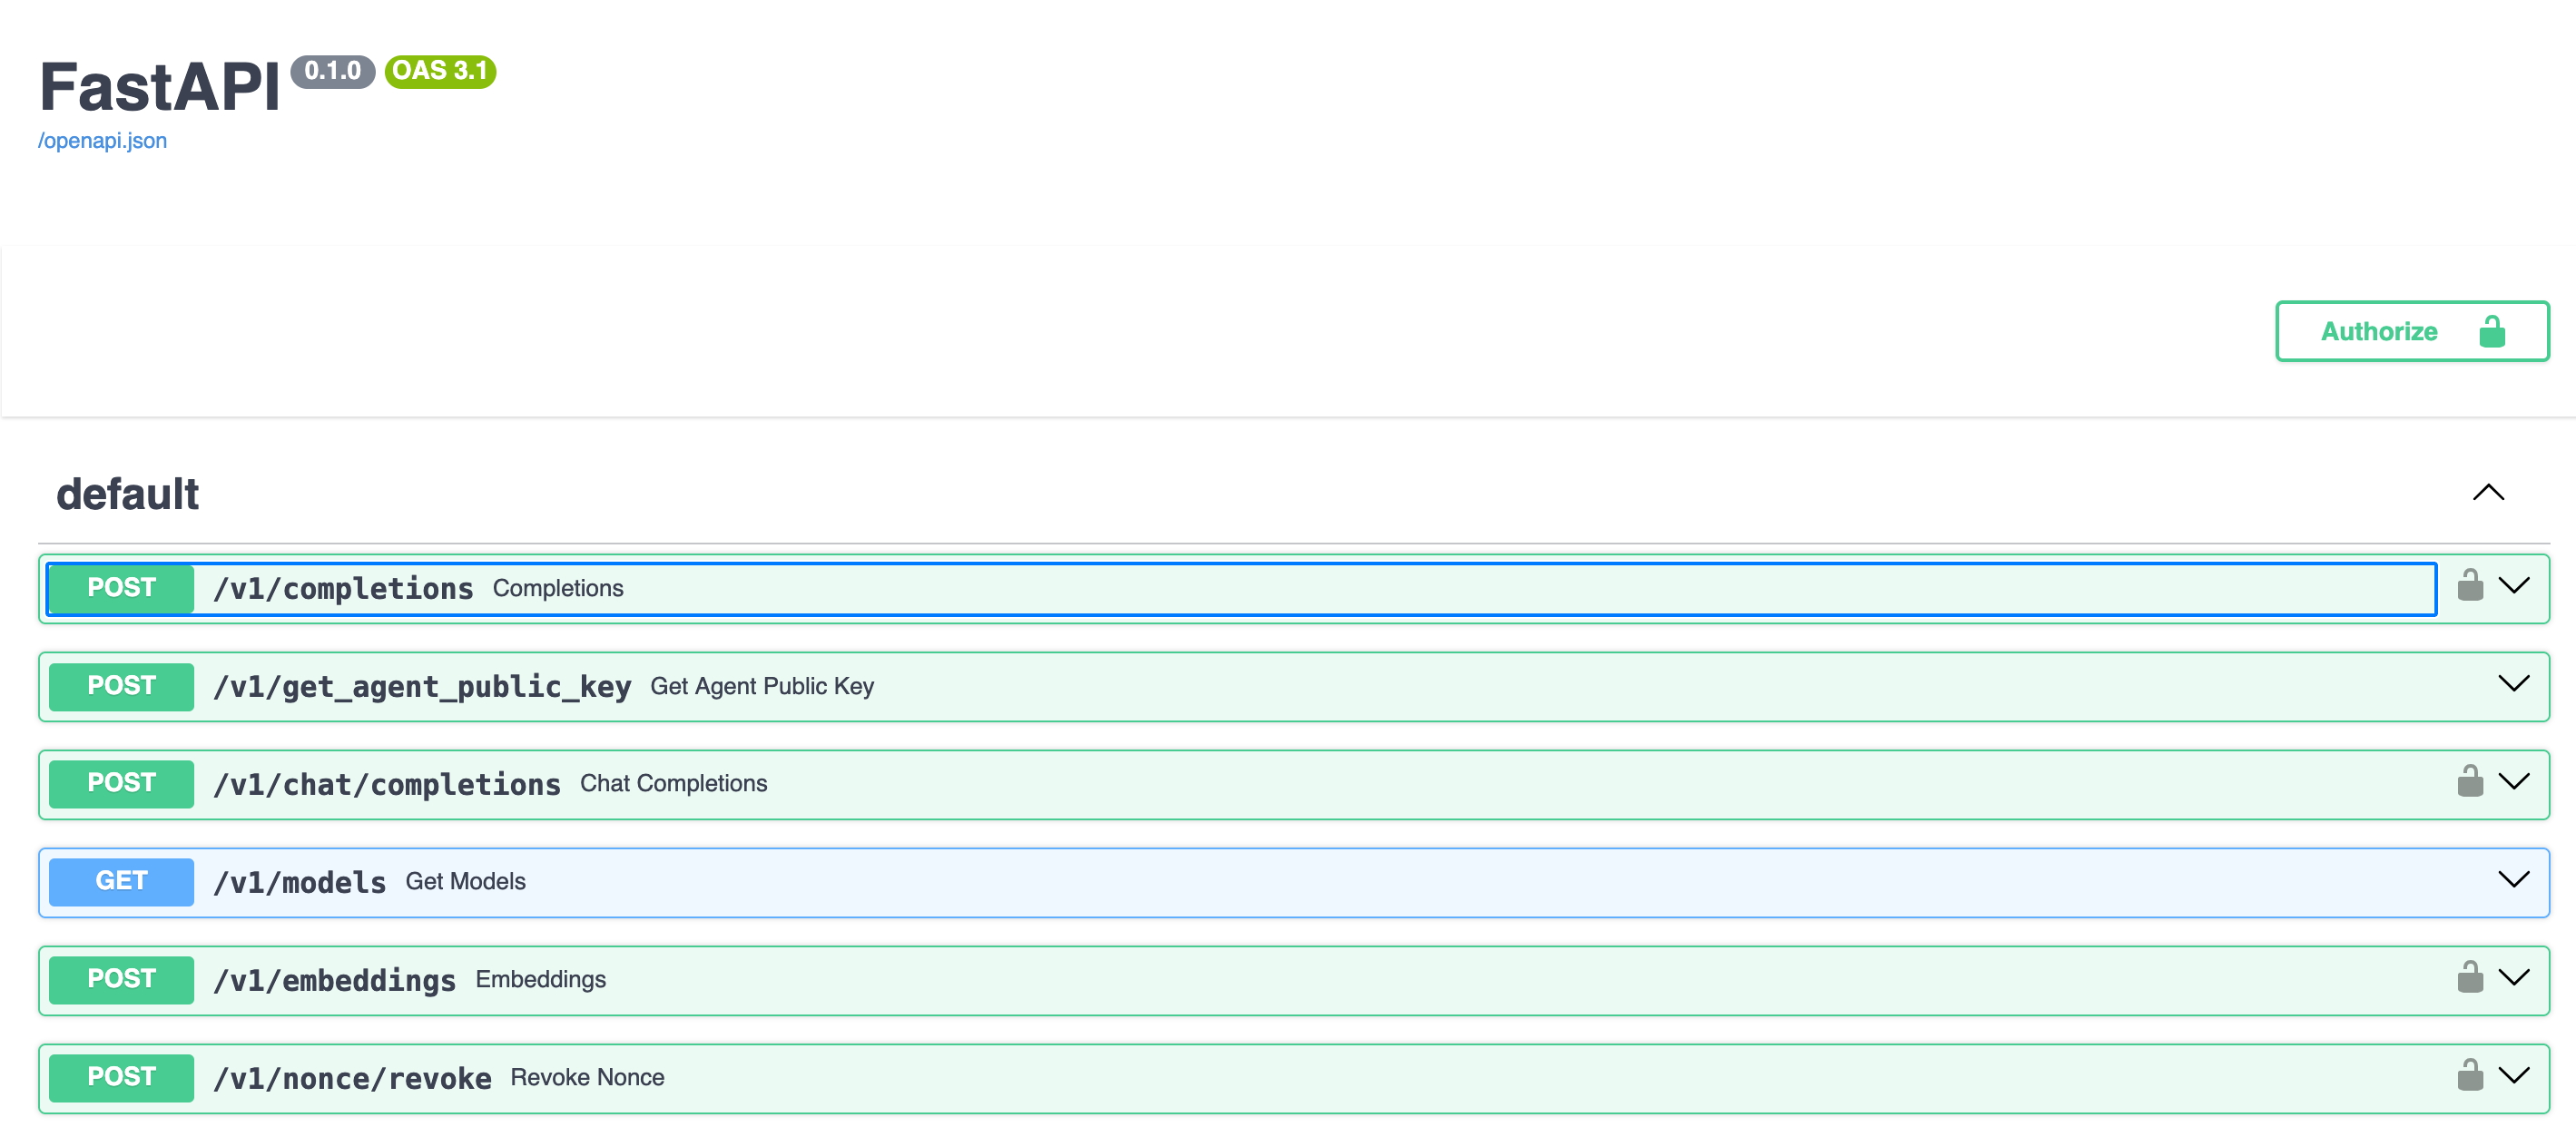 FastAPI 0.1.0 OAS 3.1
/openapi.json
Authorize
default
POST /v1/completions Completions
POST /v1/get_agent_public_key Get Agent Public Key
POST /v1/chat/completions Chat Completions
GET /v1/models Get Models
POST /v1/embeddings Embeddings
POST /v1/nonce/revoke Revoke Nonce